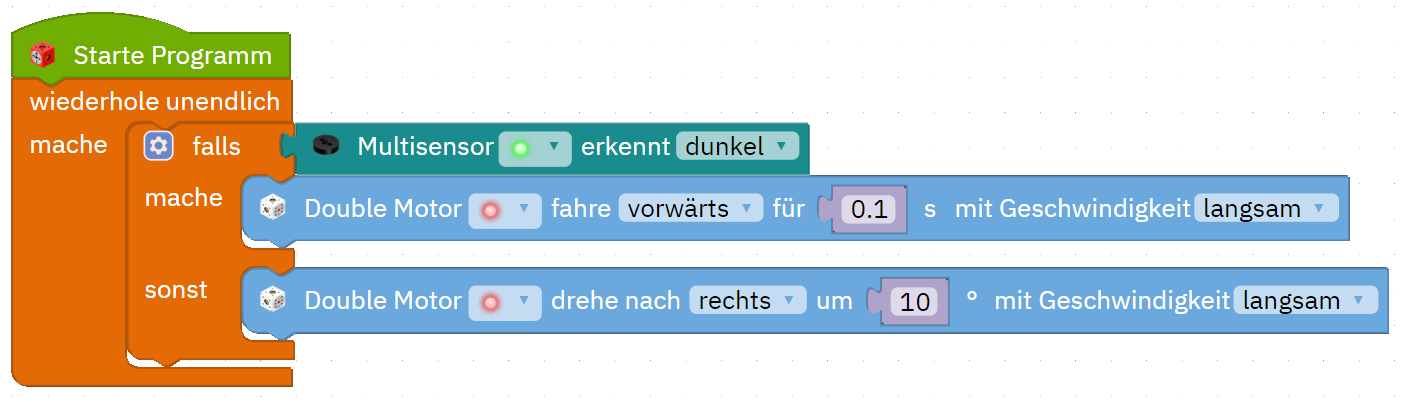 Starte Programm
wiederhole unendlich
mache falls Multisensor erkennt dunkel
mache Double Motor fahre vorwärts für 0.1 s mit Geschwindigkeit langsam
sonst Double Motor drehe nach rechts um 10 ° mit Geschwindigkeit langsam